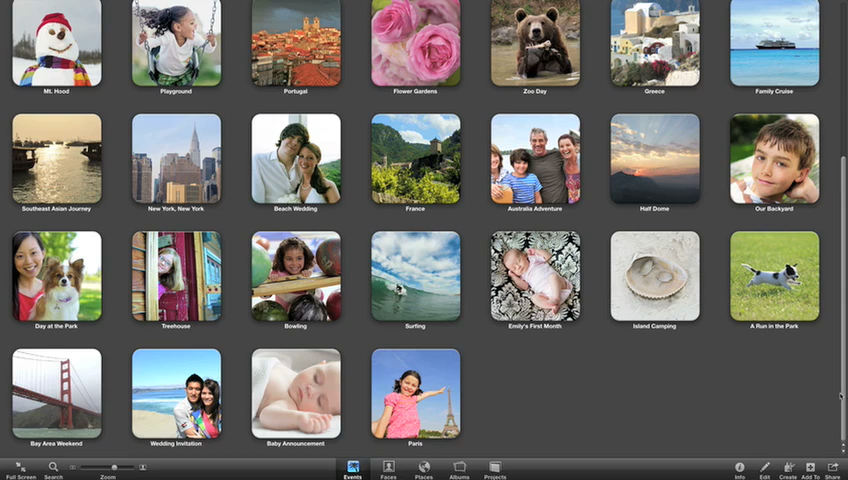 Mt. Hood
Playground
Portugal
Flower Gardens
Zoo Day
Greece
Family Cruise
Southeast Asian Journey
New York, New York
Beach Wedding
France
Australia Adventure
Half Dome
Our Backyard
Day at the Park
Treehouse
Bowling
Surfing
Emily's First Month
Island Camping
A Run in the Park
Bay Area Weekend
Wedding Invitation
Baby Announcement
Paris
Full Screen
Search
Zoom
Events
Faces
Places
Albums
Projects
Info
Edit
Create
Add To
Share